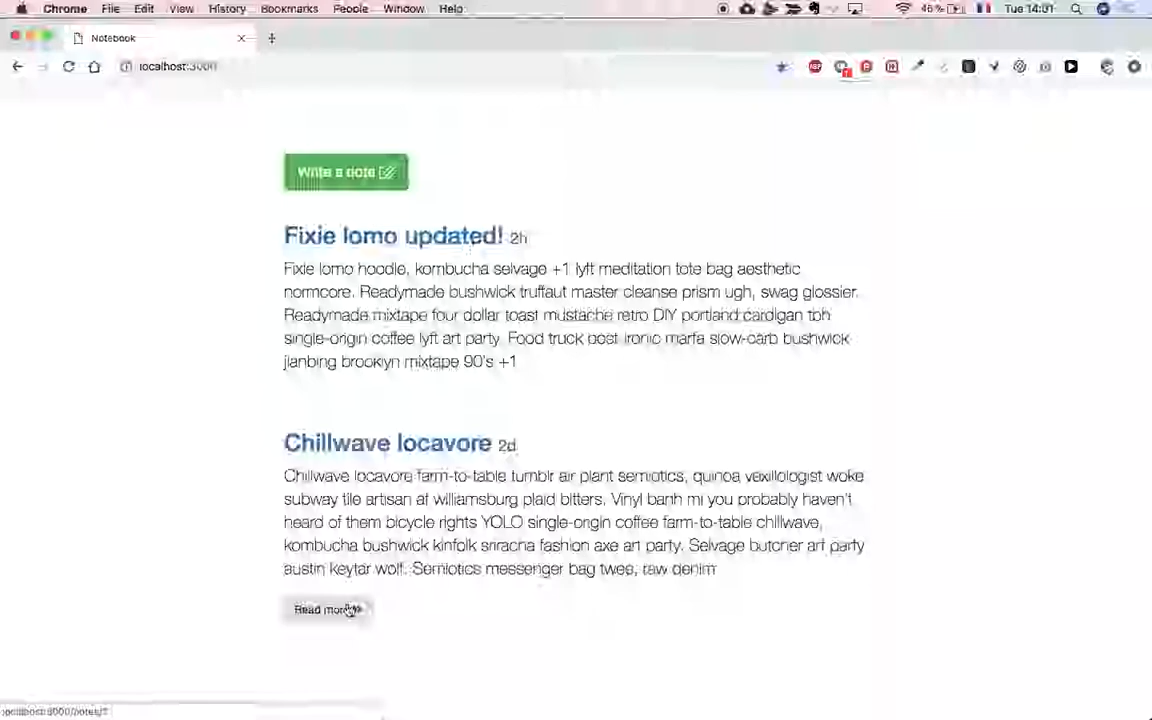 Chrome File Edit View History Bookmarks People Window Help 46% Tue 14:01
Notebook
localhost:3000
ABP
Write a note
Fixie lomo updated! 2h
Fixie lomo hoodie, kombucha selvage +1 lyft meditation tote bag aesthetic
normcore. Readymade bushwick truffaut master cleanse prism ugh, swag glossier.
Readymade mixtape four dollar toast mustache retro DIY portland cardigan tbh
single-origin coffee lyft art party. Food truck post-ironic marfa slow-carb bushwick
jianbing brooklyn mixtape 90's +1
Chillwave locavore 2d
Chillwave locavore farm-to-table tumblr air plant semiotics, quinoa vexillologist woke
subway tile artisan af williamsburg plaid bitters. Vinyl banh mi you probably haven't
heard of them bicycle rights YOLO single-origin coffee farm-to-table chillwave,
kombucha bushwick kinfolk sriracha fashion axe art party. Selvage butcher art party
austin keytar wolf. Semiotics messenger bag twee, raw denim
Read more